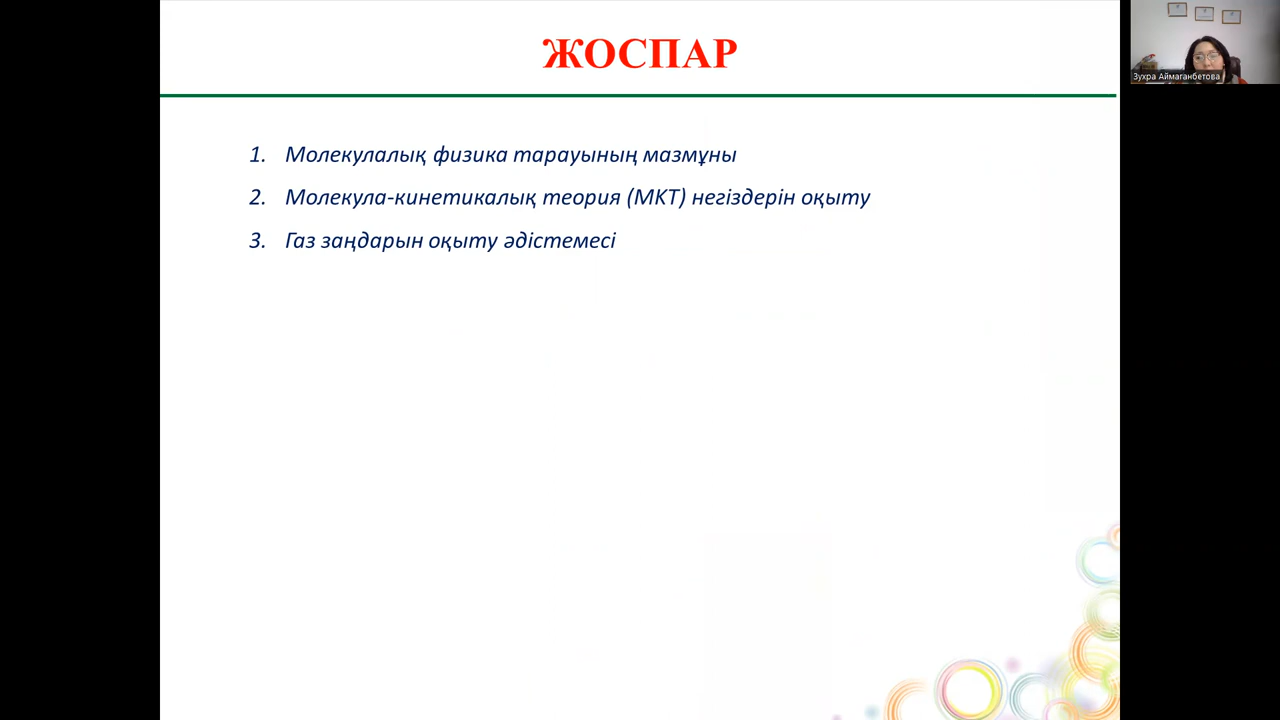 ЖОСПАР
1. Молекулалық физика тарауының мазмұны
2. Молекула-кинетикалық теория (МКТ) негіздерін оқыту
3. Газ заңдарын оқыту әдістемесі
Зухра Аймаганбетова